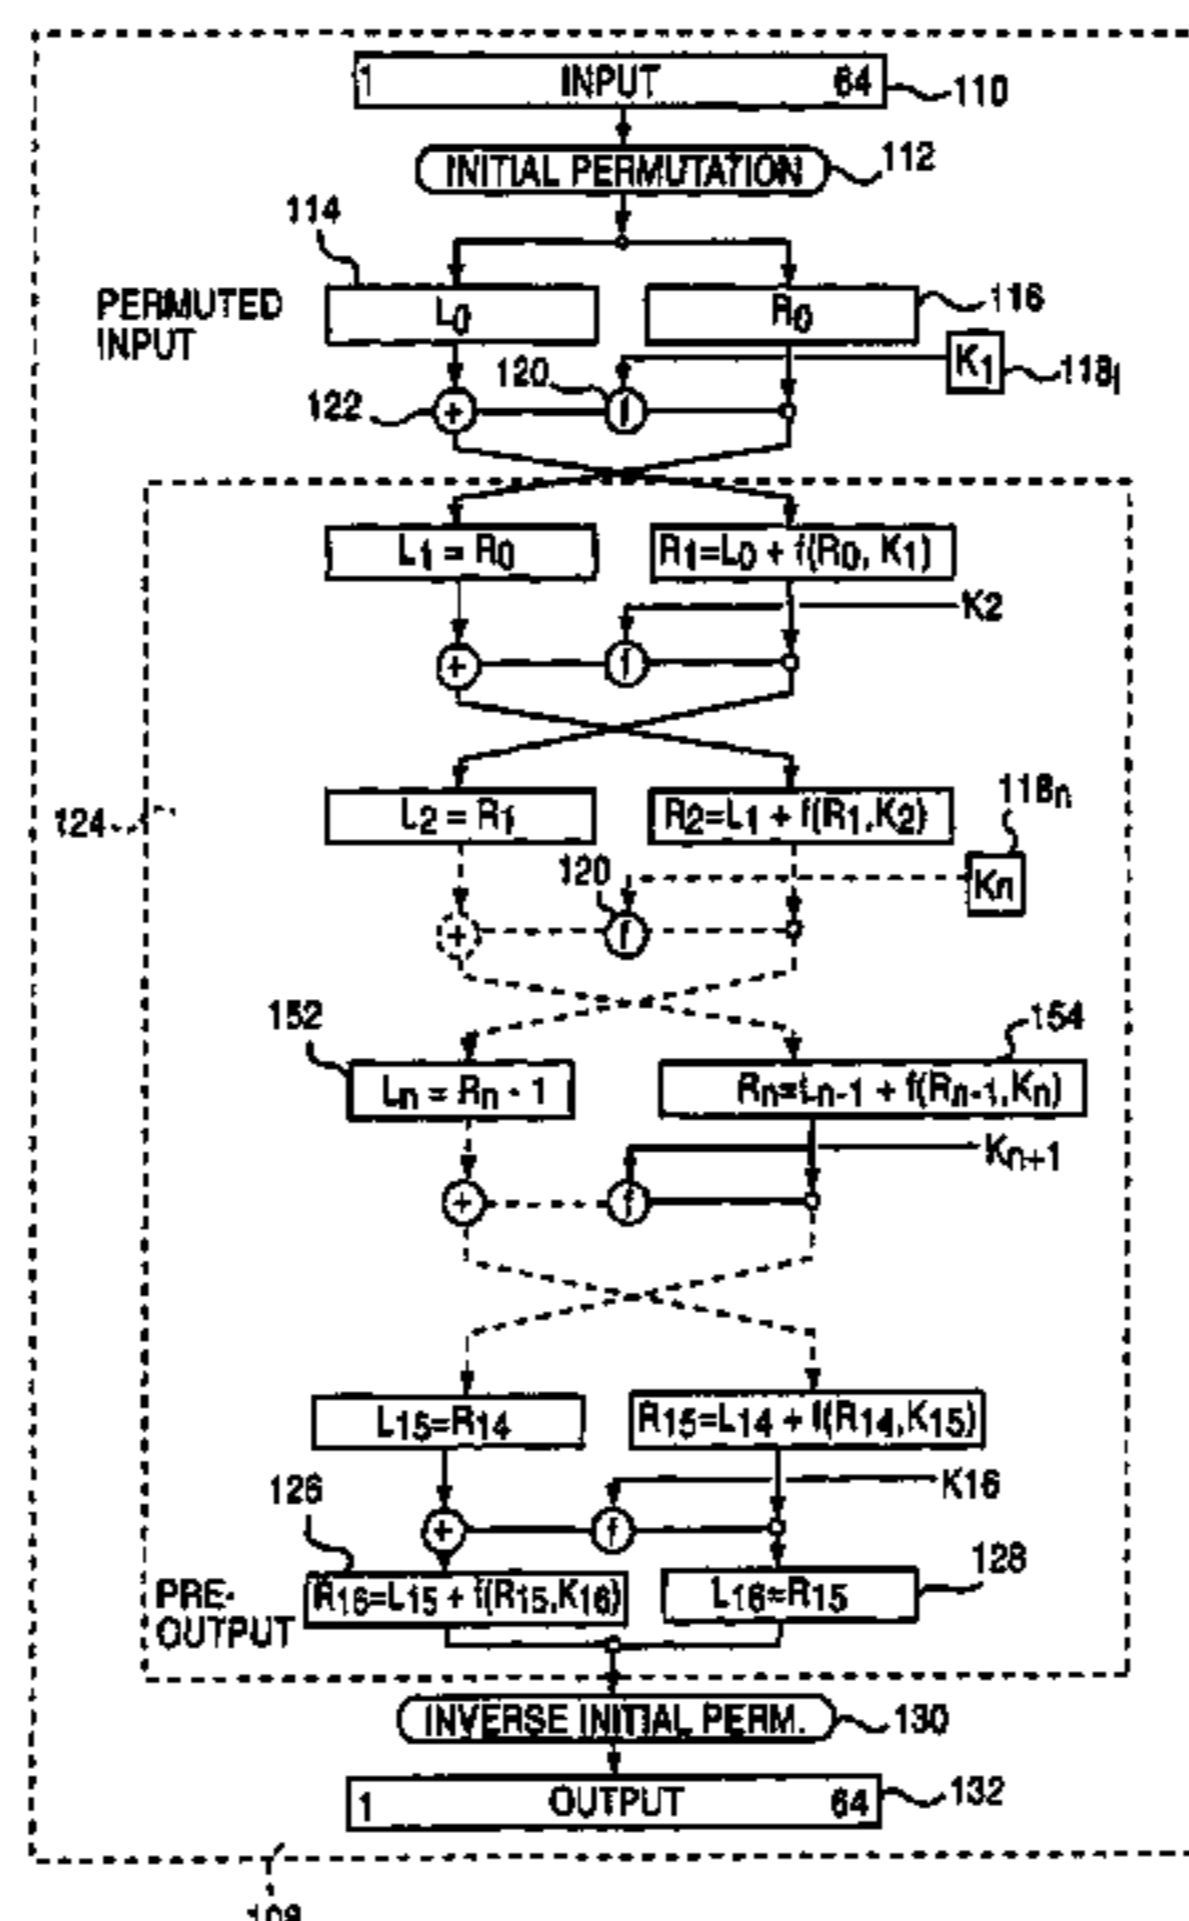 1 INPUT 64
110
INITIAL PERMUTATION
112
114
PERMUTED
INPUT
L0
R0
116
K1
1181
120
122
+
f
L1 = R0
R1=L0 + f(R0, K1)
K2
+
f
124
L2 = R1
R2=L1 + f(R1,K2)
118n
Kn
120
+
f
152
154
Ln = Rn - 1
Rn=Ln-1 + f(Rn-1,Kn)
Kn+1
+
f
L15=R14
R15=L14 + f(R14,K15)
K16
126
+
f
128
PRE-
OUTPUT
R16=L15 + f(R15,K16)
L16=R15
INVERSE INITIAL PERM.
130
1 OUTPUT 64
132